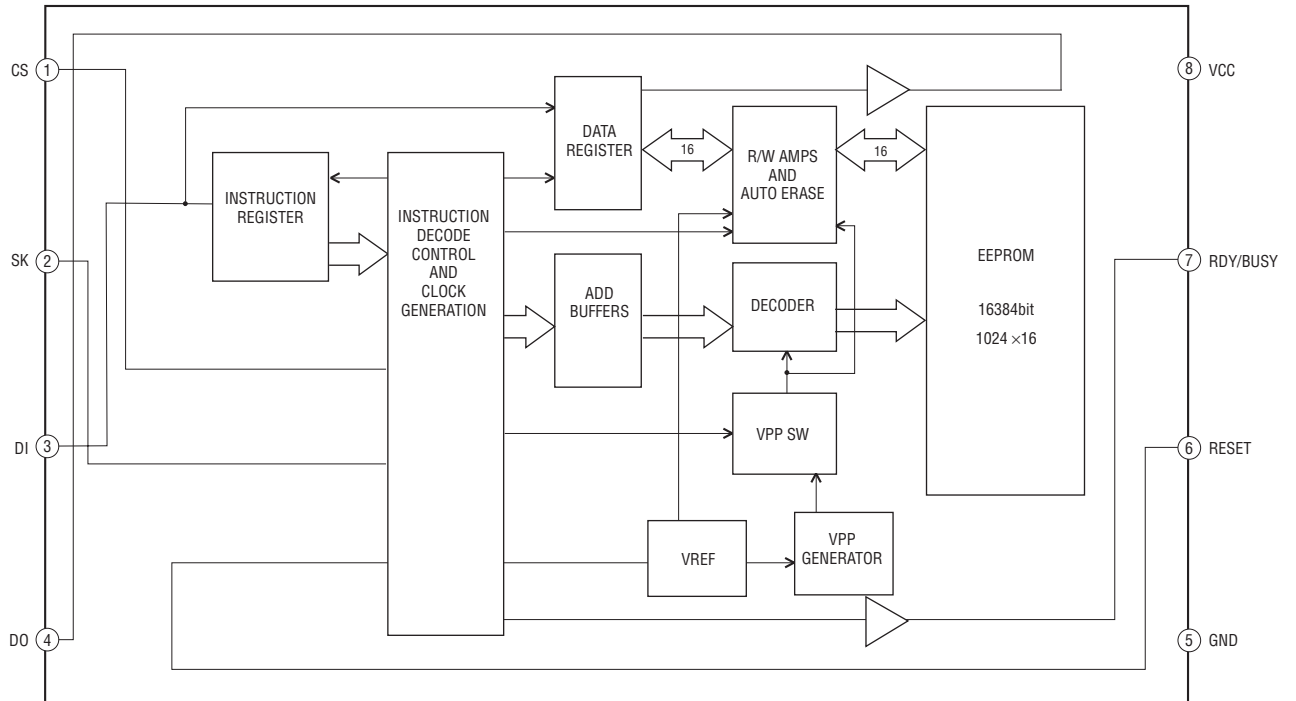 CS 1
8 VCC
DATA
REGISTER
16
R/W AMPS
AND
AUTO ERASE
16
INSTRUCTION
REGISTER
INSTRUCTION
DECODE
CONTROL
AND
CLOCK
GENERATION
SK 2
7 RDY/BUSY
ADD
BUFFERS
DECODER
EEPROM
16384bit
1024 ×16
DI 3
VPP SW
6 RESET
VREF
VPP
GENERATOR
DO 4
5 GND